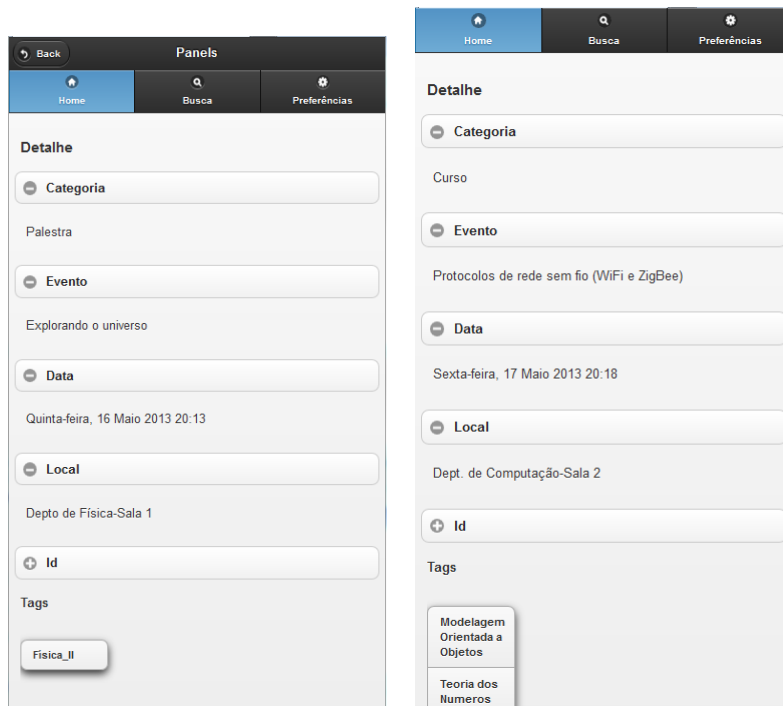 Back
Panels
Home
Busca
Preferências
Detalhe
Categoria
Palestra
Evento
Explorando o universo
Data
Quinta-feira, 16 Maio 2013 20:13
Local
Depto de Física-Sala 1
Id
Tags
Fisica_II
Home
Busca
Preferências
Detalhe
Categoria
Curso
Evento
Protocolos de rede sem fio (WiFi e ZigBee)
Data
Sexta-feira, 17 Maio 2013 20:18
Local
Dept. de Computação-Sala 2
Id
Tags
Modelagem
Orientada a
Objetos
Teoria dos
Numeros